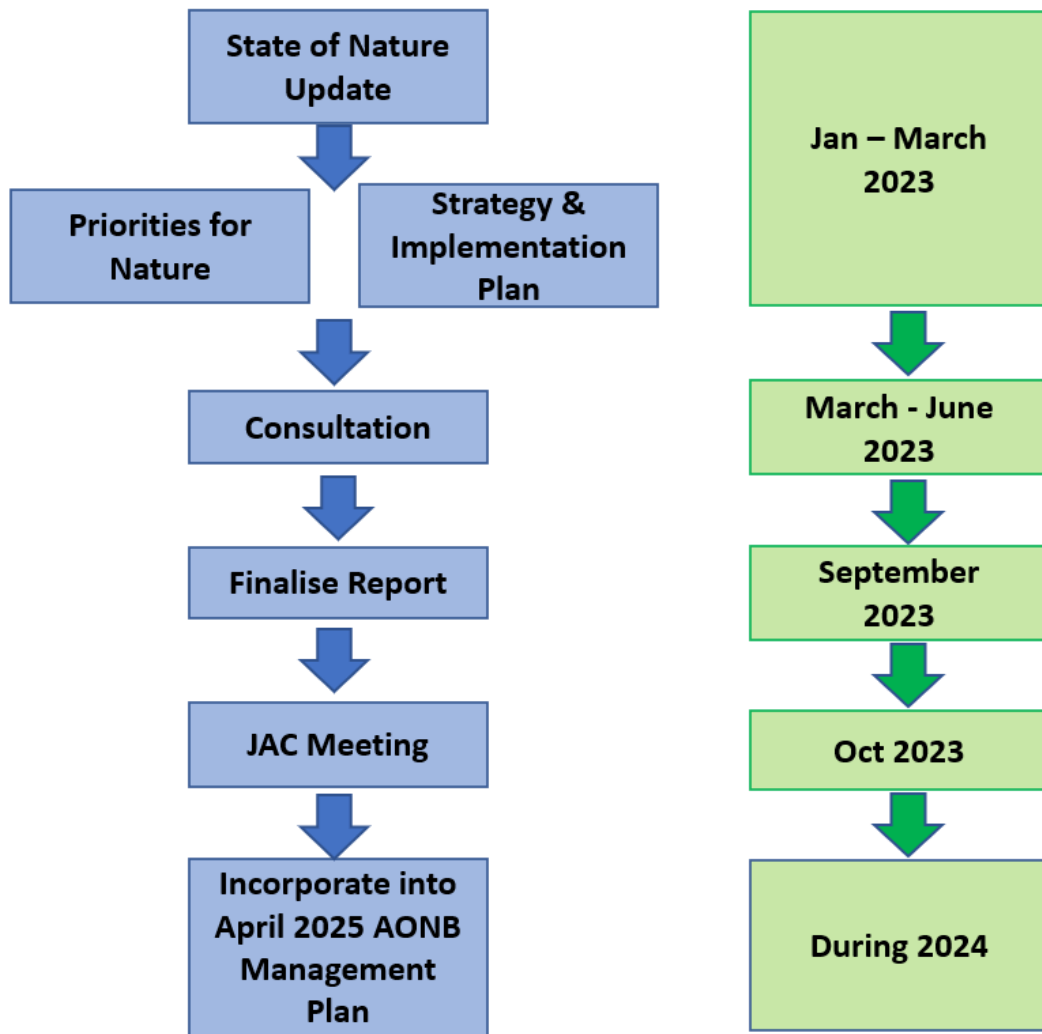 State of Nature
Update
Priorities for
Nature
Strategy &
Implementation
Plan
Consultation
Finalise Report
JAC Meeting
Incorporate into
April 2025 AONB
Management
Plan
Jan – March
2023
March - June
2023
September
2023
Oct 2023
During 2024